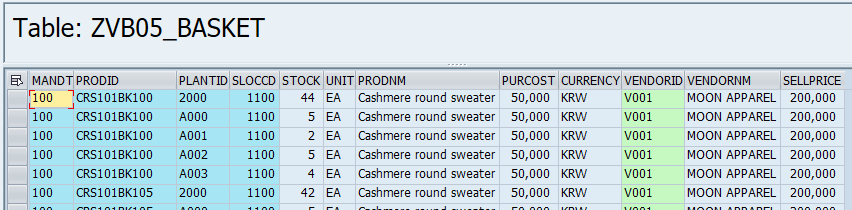 Table: ZVB05_BASKET
MANDT PRODID PLANTID SLOCCD STOCK UNIT PRODNM PURCOST CURRENCY VENDORID VENDORNM SELLPRICE
100 CRS101BK100 2000 1100 44 EA Cashmere round sweater 50,000 KRW V001 MOON APPAREL 200,000
100 CRS101BK100 A000 1100 5 EA Cashmere round sweater 50,000 KRW V001 MOON APPAREL 200,000
100 CRS101BK100 A001 1100 2 EA Cashmere round sweater 50,000 KRW V001 MOON APPAREL 200,000
100 CRS101BK100 A002 1100 5 EA Cashmere round sweater 50,000 KRW V001 MOON APPAREL 200,000
100 CRS101BK100 A003 1100 4 EA Cashmere round sweater 50,000 KRW V001 MOON APPAREL 200,000
100 CRS101BK105 2000 1100 42 EA Cashmere round sweater 50,000 KRW V001 MOON APPAREL 200,000